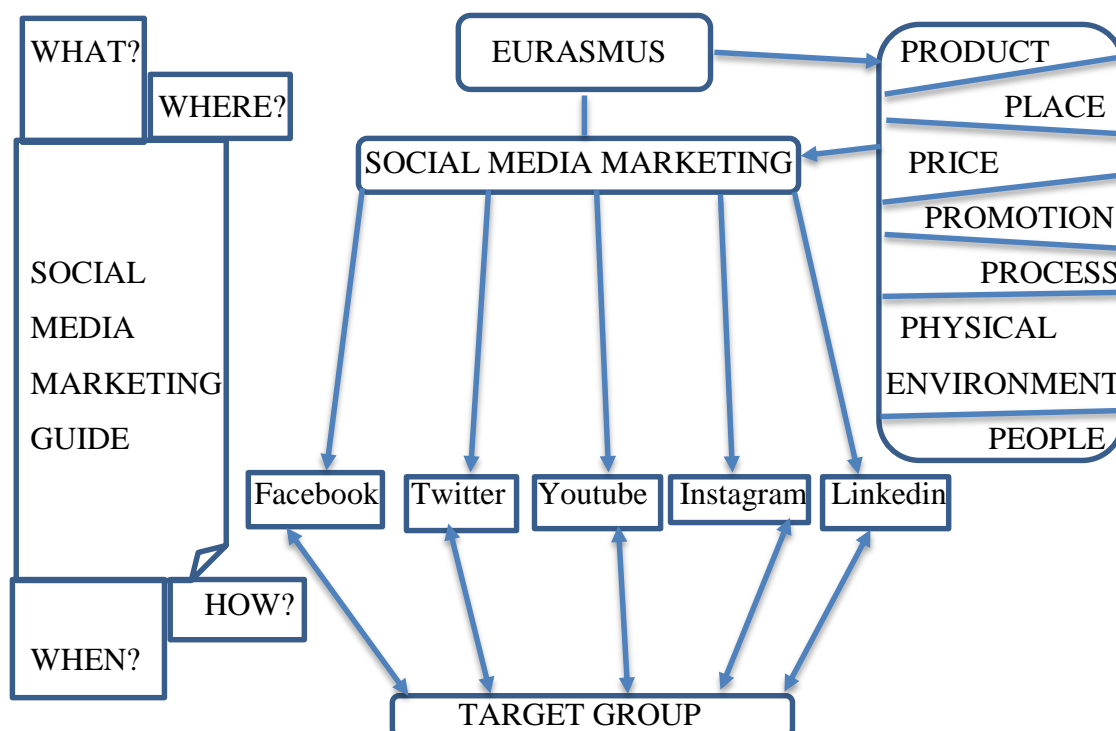 WHAT?
WHERE?
SOCIAL
MEDIA
MARKETING
GUIDE
HOW?
WHEN?
EURASMUS
SOCIAL MEDIA MARKETING
Facebook
Twitter
Youtube
Instagram
Linkedin
TARGET GROUP
PRODUCT
PLACE
PRICE
PROMOTION
PROCESS
PHYSICAL
ENVIRONMENT
PEOPLE